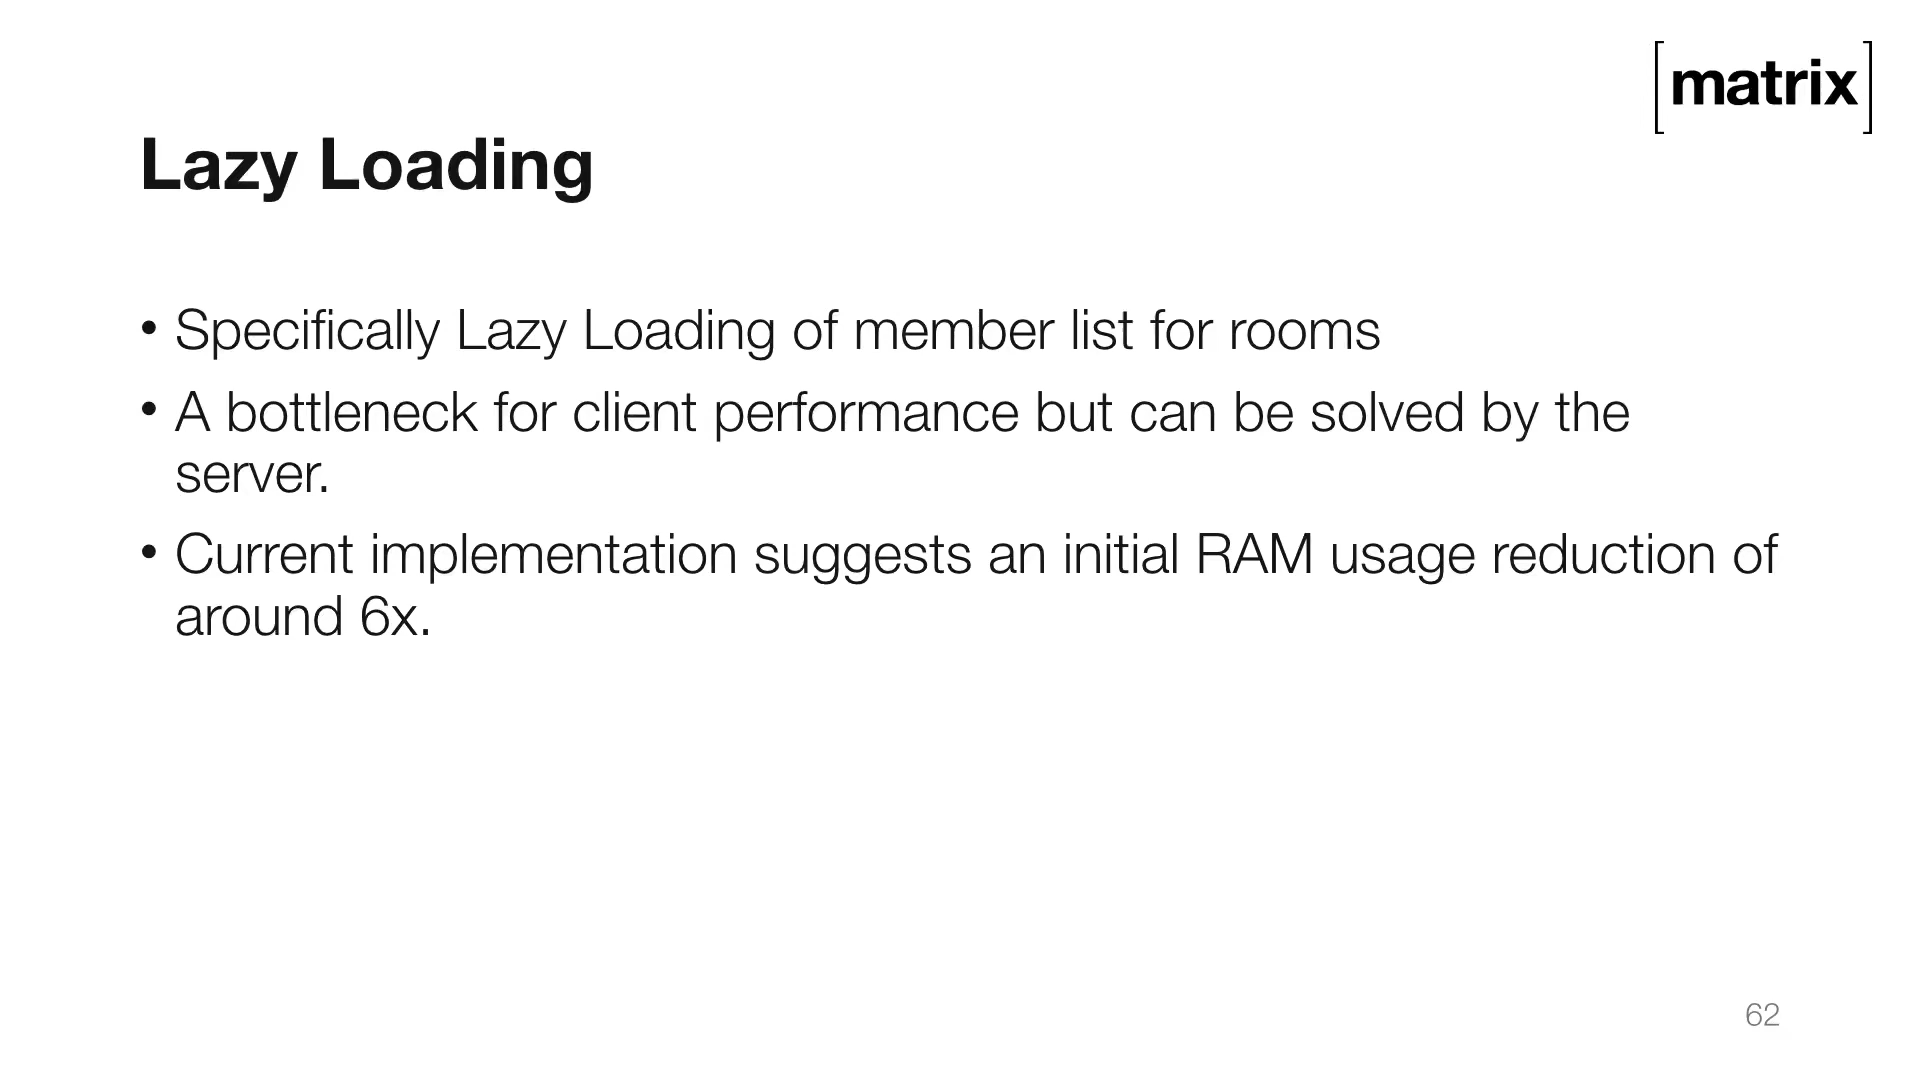 [matrix]
Lazy Loading
• Specifically Lazy Loading of member list for rooms
• A bottleneck for client performance but can be solved by the
server.
• Current implementation suggests an initial RAM usage reduction of
around 6x.
62